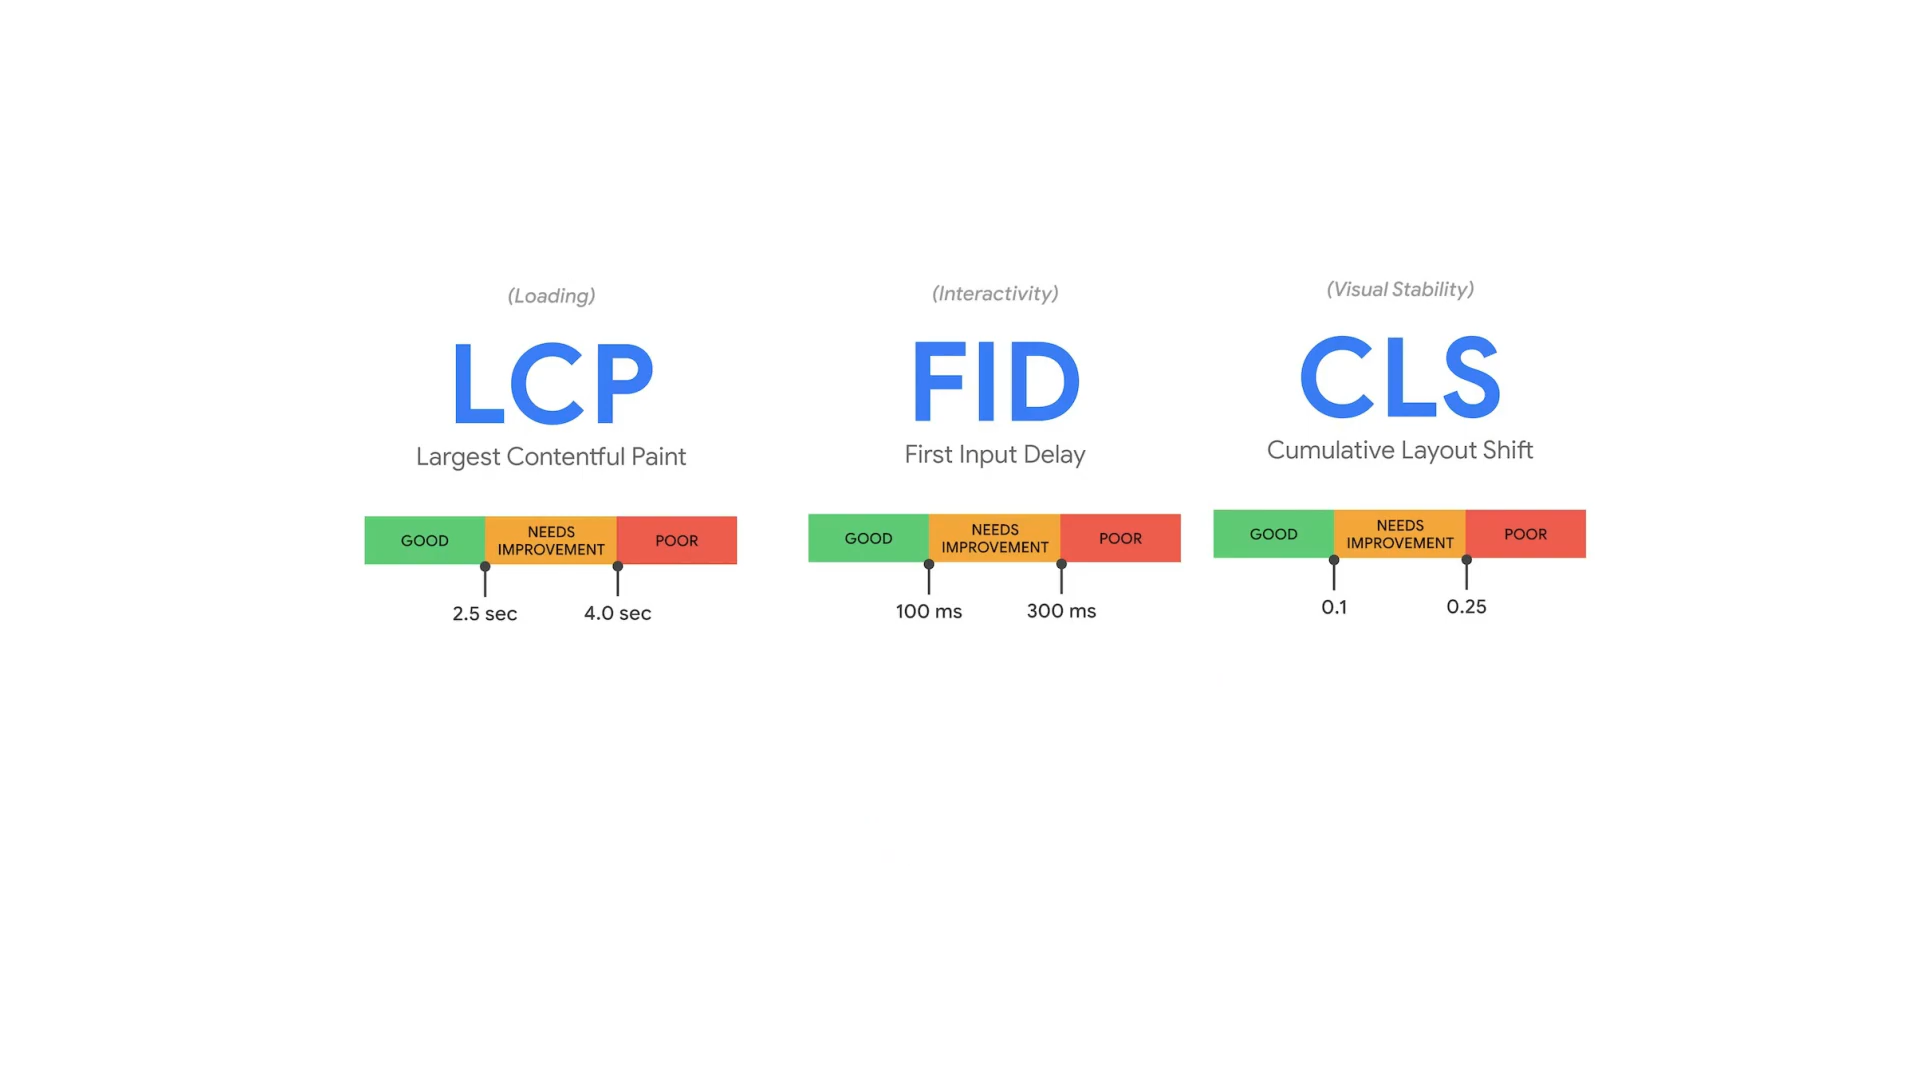 (Loading)
LCP
Largest Contentful Paint
GOOD
NEEDS
IMPROVEMENT
POOR
2.5 sec
4.0 sec
(Interactivity)
FID
First Input Delay
GOOD
NEEDS
IMPROVEMENT
POOR
100 ms
300 ms
(Visual Stability)
CLS
Cumulative Layout Shift
GOOD
NEEDS
IMPROVEMENT
POOR
0.1
0.25